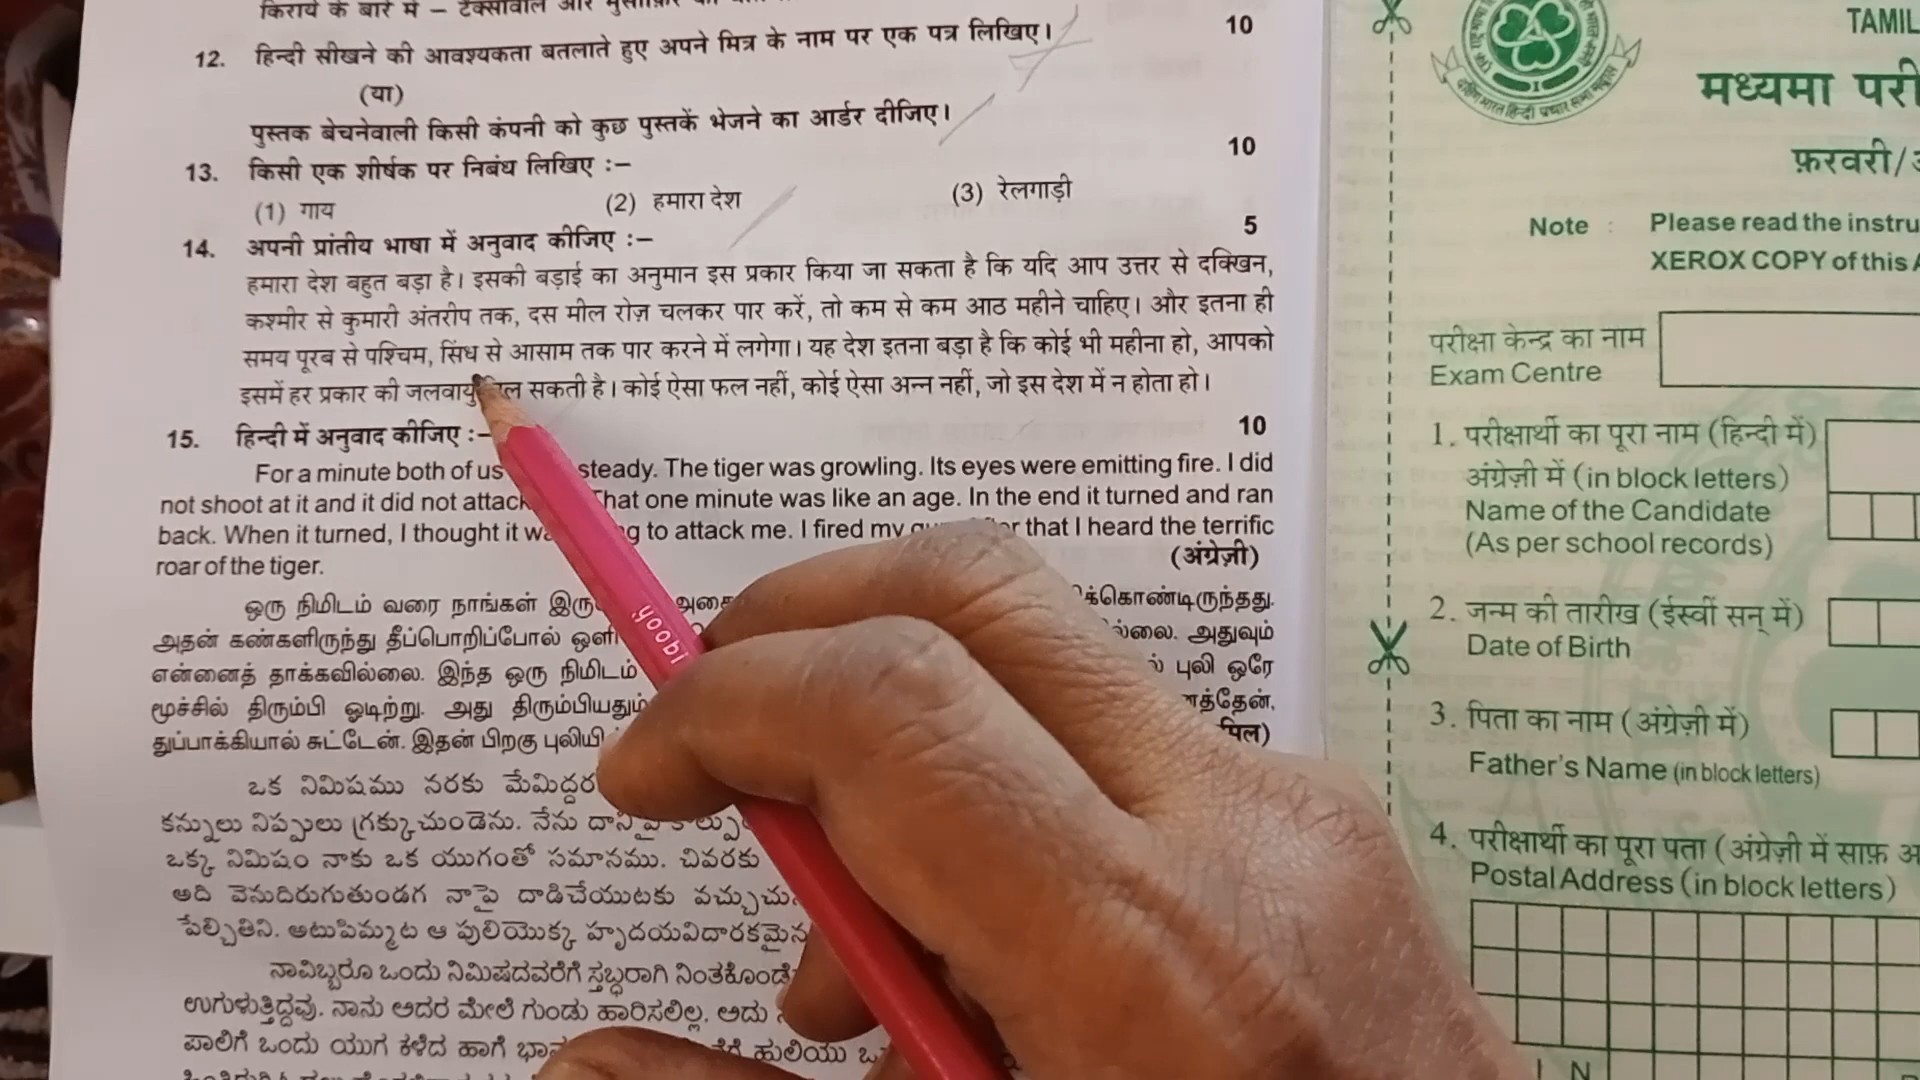 किराये के बारे में – टैक्सीवाले और
12. हिन्दी सीखने की आवश्यकता बतलाते हुए अपने मित्र के नाम पर एक पत्र लिखिए। 10
(या)
पुस्तक बेचनेवाली किसी कंपनी को कुछ पुस्तकें भेजने का आर्डर दीजिए।
13. किसी एक शीर्षक पर निबंध लिखिए :– 10
(1) गाय (2) हमारा देश (3) रेलगाड़ी
14. अपनी प्रांतीय भाषा में अनुवाद कीजिए :– 5
हमारा देश बहुत बड़ा है। इसकी बड़ाई का अनुमान इस प्रकार किया जा सकता है कि यदि आप उत्तर से दक्खिन,
कश्मीर से कुमारी अंतरीप तक, दस मील रोज़ चलकर पार करें, तो कम से कम आठ महीने चाहिए। और इतना ही
समय पूरब से पश्चिम, सिंध से आसाम तक पार करने में लगेगा। यह देश इतना बड़ा है कि कोई भी महीना हो, आपको
इसमें हर प्रकार की जलवायु सकती है। कोई ऐसा फल नहीं, कोई ऐसा अन्न नहीं, जो इस देश में न होता हो।
15. हिन्दी में अनुवाद कीजिए :– 10
For a minute both of us steady. The tiger was growling. Its eyes were emitting fire. I did
not shoot at it and it did not attack That one minute was like an age. In the end it turned and ran
back. When it turned, I thought it to attack me. I fired my that I heard the terrific
roar of the tiger. (अंग्रेज़ी)
ஒரு நிமிடம் வரை நாங்கள்
அதன் கண்களிருந்து தீப்பொறிப்போல் அதுவும்
என்னைத் தாக்கவில்லை. இந்த ஒரு நிமிடம் புலி ஒரே
மூச்சில் திரும்பி ஓடிற்று. அது திரும்பியதும்
துப்பாக்கியால் சுட்டேன். இதன் பிறகு
ఒక నిమిషము వరకు
కన్నులు నిప్పులు గ్రక్కుచుండెను. నేను
ఒక్క నిమిషం నాకు ఒక యుగంతో సమానము. చివరకు
అది వెనుదిరుగుతుండగ నాపై దాడిచేయుటకు
పేల్చితిని. అటుపిమ్మట ఆ పులియొక్క
ನಾವಿಬ್ಬರೂ ಒಂದು ನಿಮಿಷದವರೆಗೆ ಸ್ತಬ್ಧರಾಗಿ
ಉಗುಳುತ್ತಿದ್ದವು. ನಾನು ಅದರ ಮೇಲೆ ಗುಂಡು ಹಾರಿಸಲಿಲ್ಲ. ಅದು
ಪಾಲಿಗೆ ಒಂದು ಯುಗ ಕಳೆದ ಹಾಗೆ ಹುಲಿಯು
yoobi
TAMIL
मध्यमा
फ़रवरी/
Note : Please read the
XEROX COPY of this
परीक्षा केन्द्र का नाम
Exam Centre
1. परीक्षार्थी का पूरा नाम (हिन्दी में)
अंग्रेज़ी में (in block letters)
Name of the Candidate
(As per school records)
2. जन्म की तारीख (ईस्वीं सन् में)
Date of Birth
3. पिता का नाम (अंग्रेज़ी में)
Father's Name (in block letters)
4. परीक्षार्थी का पूरा पता (अंग्रेज़ी में साफ़
Postal Address (in block letters)